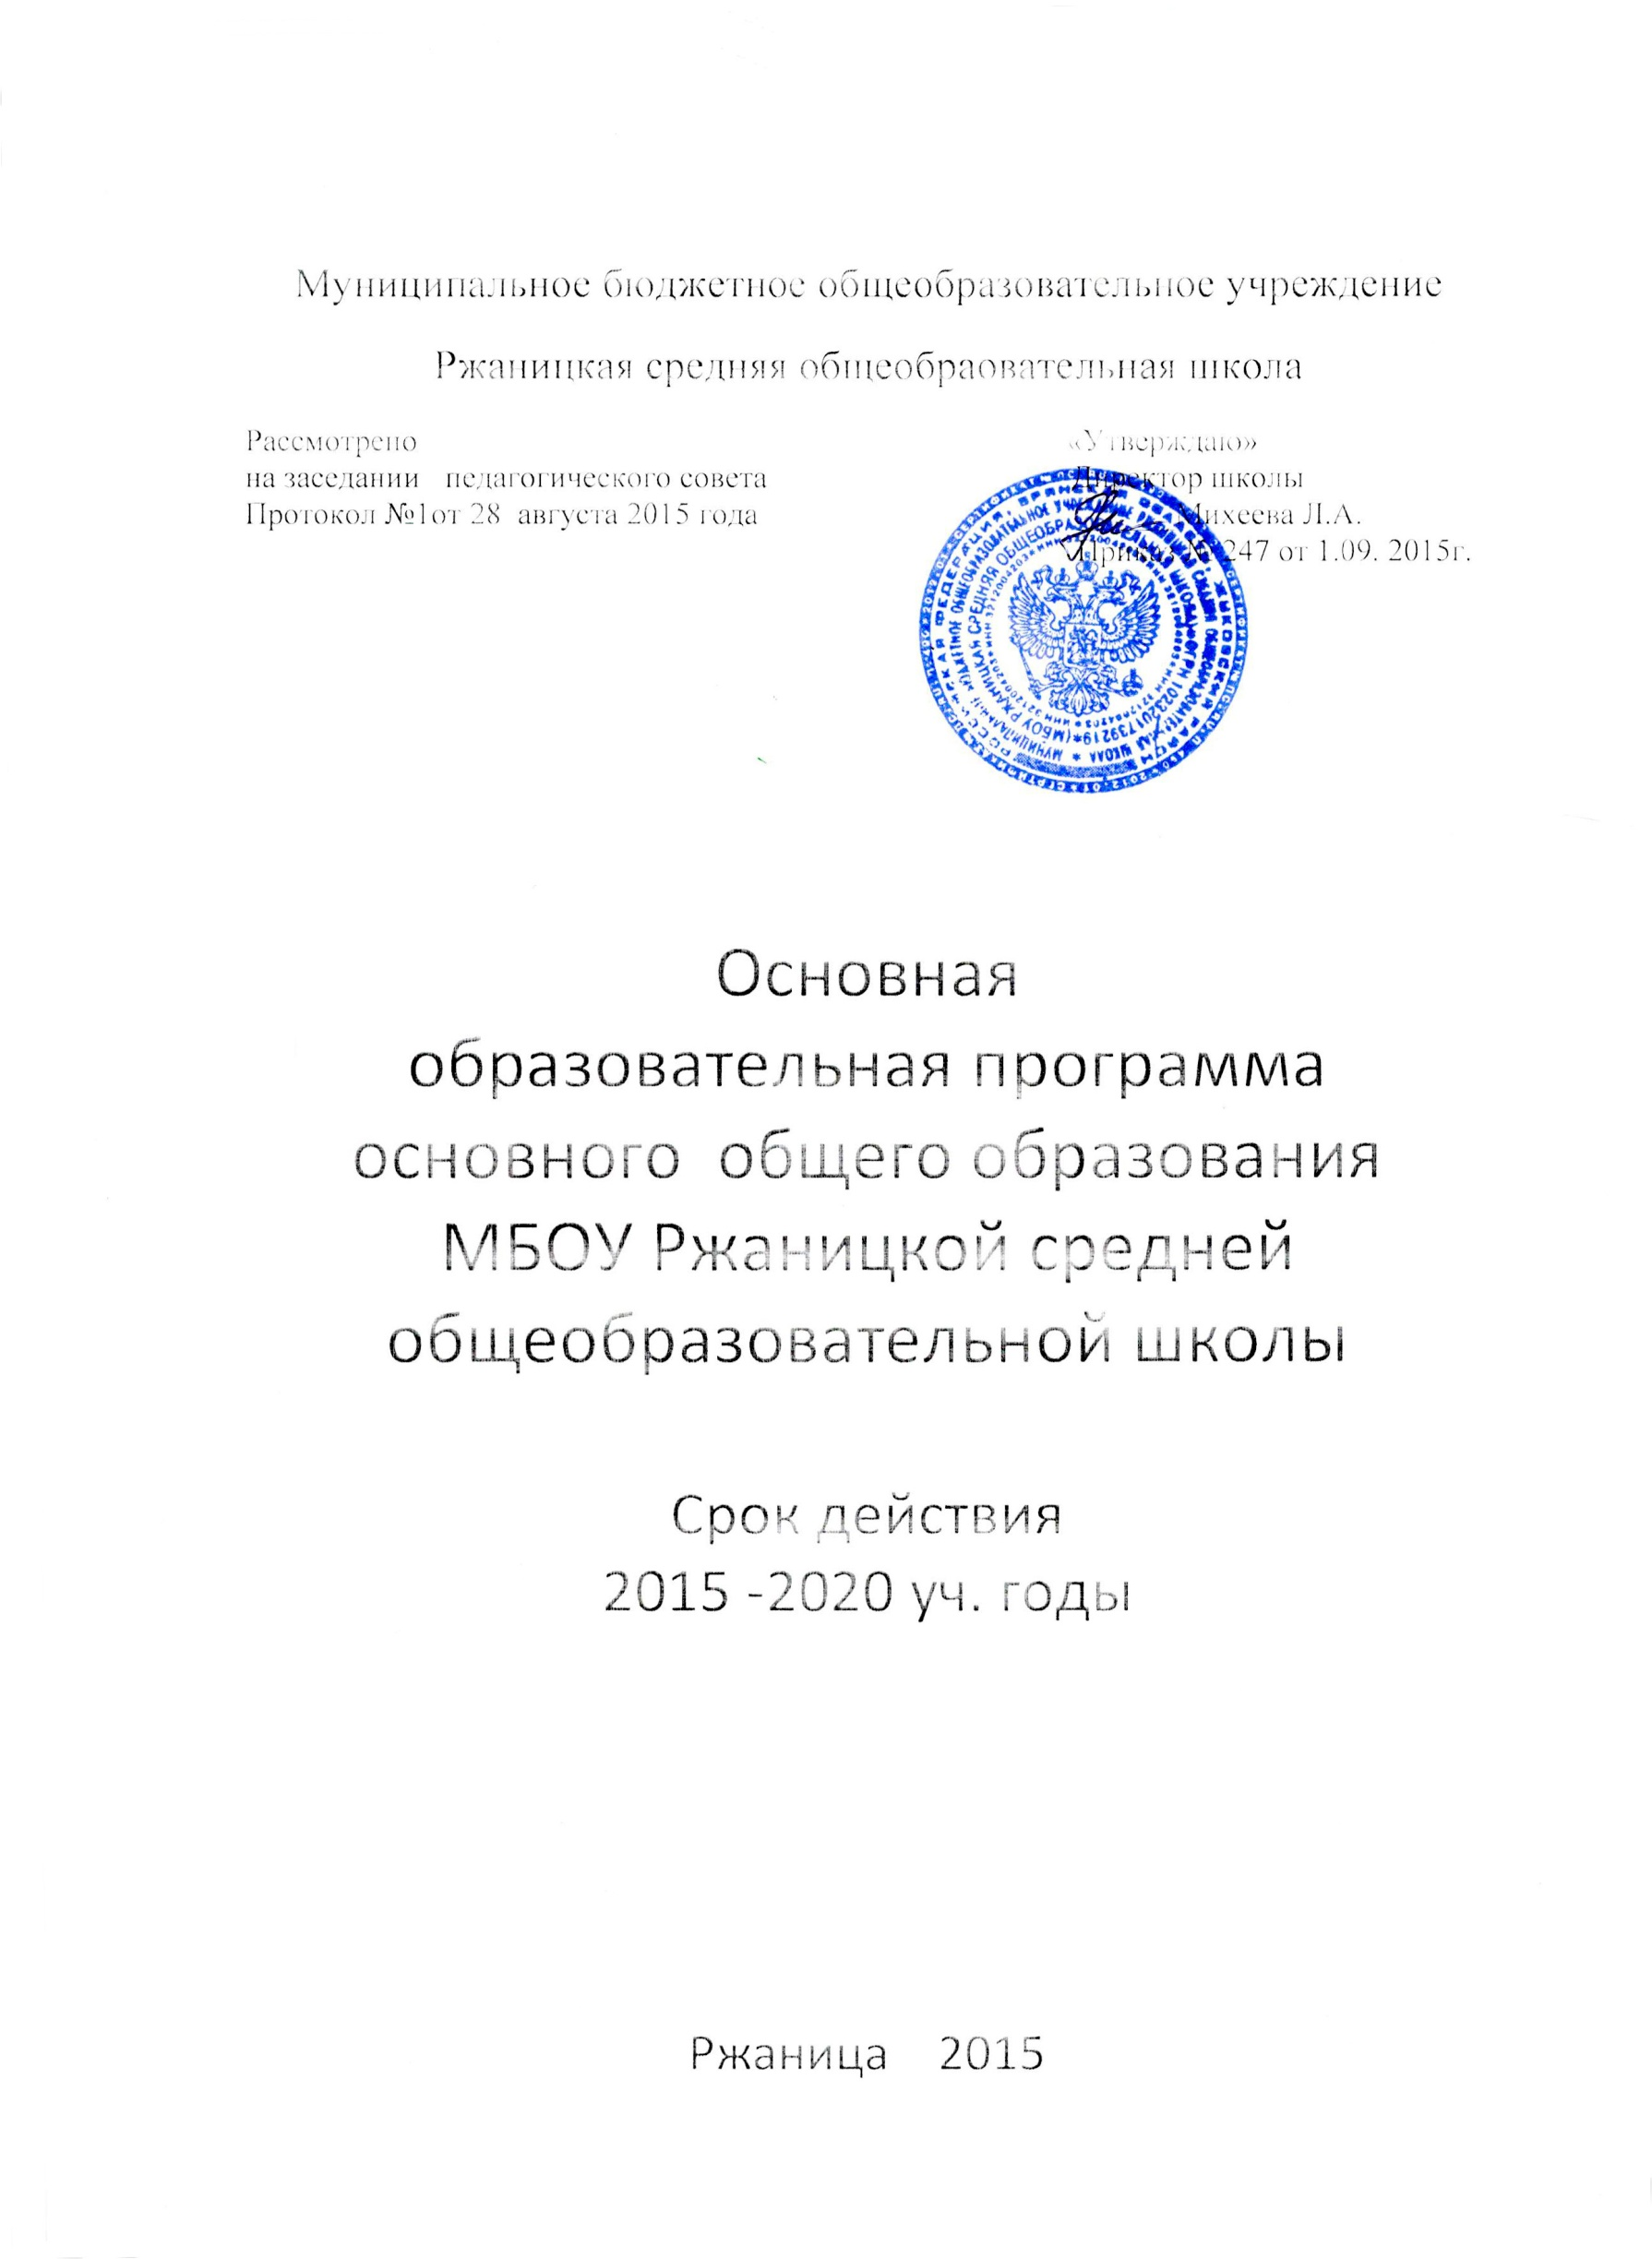 Муниципальное бюджетное общеобразовательное учреждение
Ржаницкая средняя общеобраовательная школа
Рассмотрено
на заседании педагогического совета
Протокол №1от 28 августа 2015 года
«Утверждаю»
Директор школы
Михеева Л.А.
Приказ № 247 от 1.09. 2015г.
Основная
образовательная программа
основного общего образования
МБОУ Ржаницкой средней
общеобразовательной школы
Срок действия
2015 -2020 уч. годы
Ржаница 2015